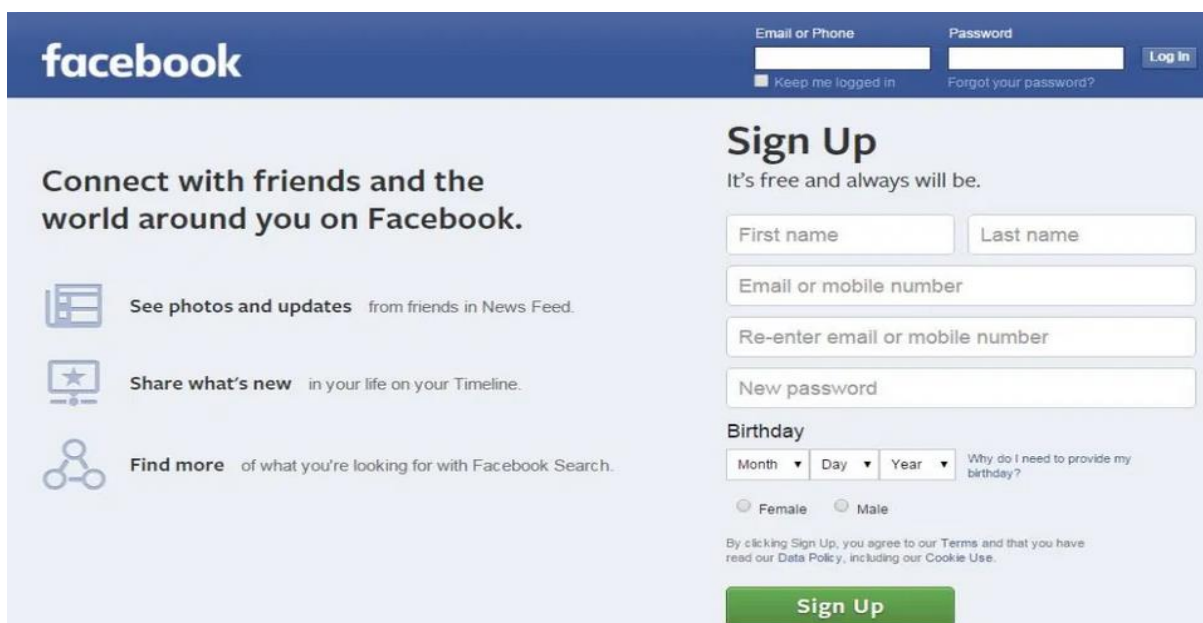 facebook
Email or Phone
Password
Log In
Keep me logged in
Forgot your password?
Connect with friends and the
world around you on Facebook.
See photos and updates from friends in News Feed.
Share what's new in your life on your Timeline.
Find more of what you're looking for with Facebook Search.
Sign Up
It's free and always will be.
First name
Last name
Email or mobile number
Re-enter email or mobile number
New password
Birthday
Month
Day
Year
Why do I need to provide my
birthday?
Female
Male
By clicking Sign Up, you agree to our Terms and that you have
read our Data Policy, including our Cookie Use.
Sign Up